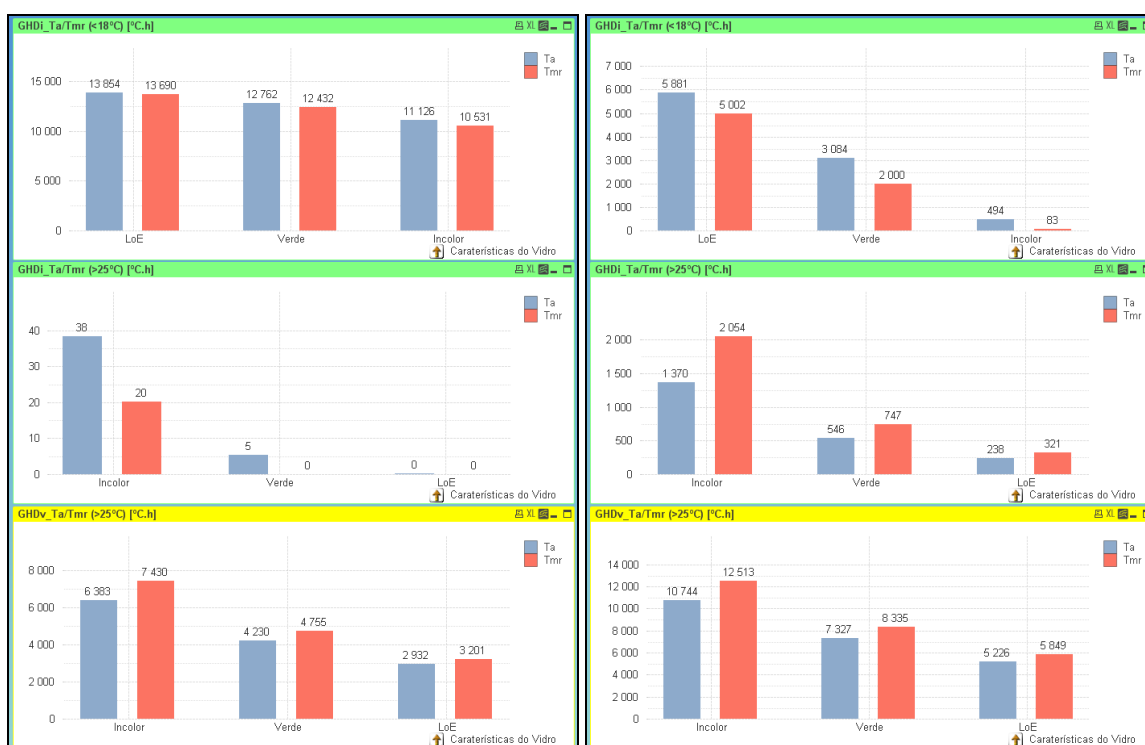 GHDi_Ta/Tmr (<18°C) [°C.h]
XL
Ta
Tmr
15 000
10 000
5 000
0
13 854
13 690
12 762
12 432
11 126
10 531
LoE
Verde
Incolor
Caraterísticas do Vidro
GHDi_Ta/Tmr (>25°C) [°C.h]
XL
Ta
Tmr
40
30
20
10
0
38
20
5
0
0
0
Incolor
Verde
LoE
Caraterísticas do Vidro
GHDv_Ta/Tmr (>25°C) [°C.h]
XL
Ta
Tmr
8 000
6 000
4 000
2 000
0
6 383
7 430
4 230
4 755
2 932
3 201
Incolor
Verde
LoE
Caraterísticas do Vidro
GHDi_Ta/Tmr (<18°C) [°C.h]
XL
Ta
Tmr
7 000
6 000
5 000
4 000
3 000
2 000
1 000
0
5 881
5 002
3 084
2 000
494
83
LoE
Verde
Incolor
Caraterísticas do Vidro
GHDi_Ta/Tmr (>25°C) [°C.h]
XL
Ta
Tmr
2 000
1 500
1 000
500
0
1 370
2 054
546
747
238
321
Incolor
Verde
LoE
Caraterísticas do Vidro
GHDv_Ta/Tmr (>25°C) [°C.h]
XL
Ta
Tmr
14 000
12 000
10 000
8 000
6 000
4 000
2 000
0
10 744
12 513
7 327
8 335
5 226
5 849
Incolor
Verde
LoE
Caraterísticas do Vidro